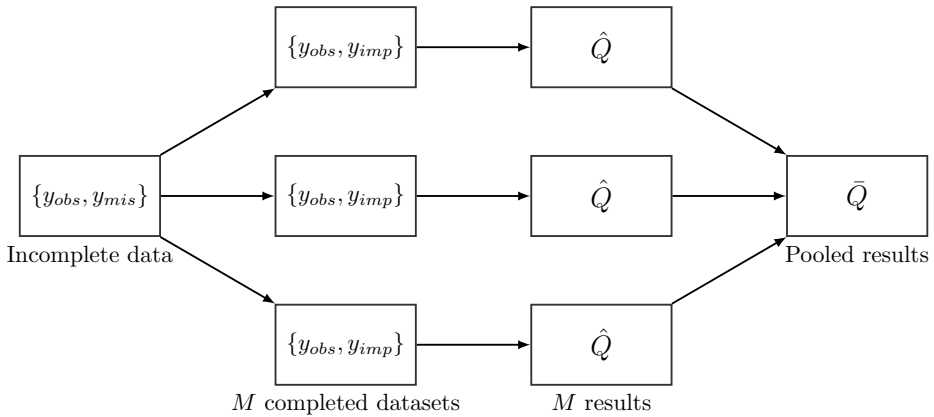 {y_obs, y_imp}
Q̂
{y_obs, y_mis}
{y_obs, y_imp}
Q̂
Q̄
Incomplete data
Pooled results
{y_obs, y_imp}
Q̂
M completed datasets
M results